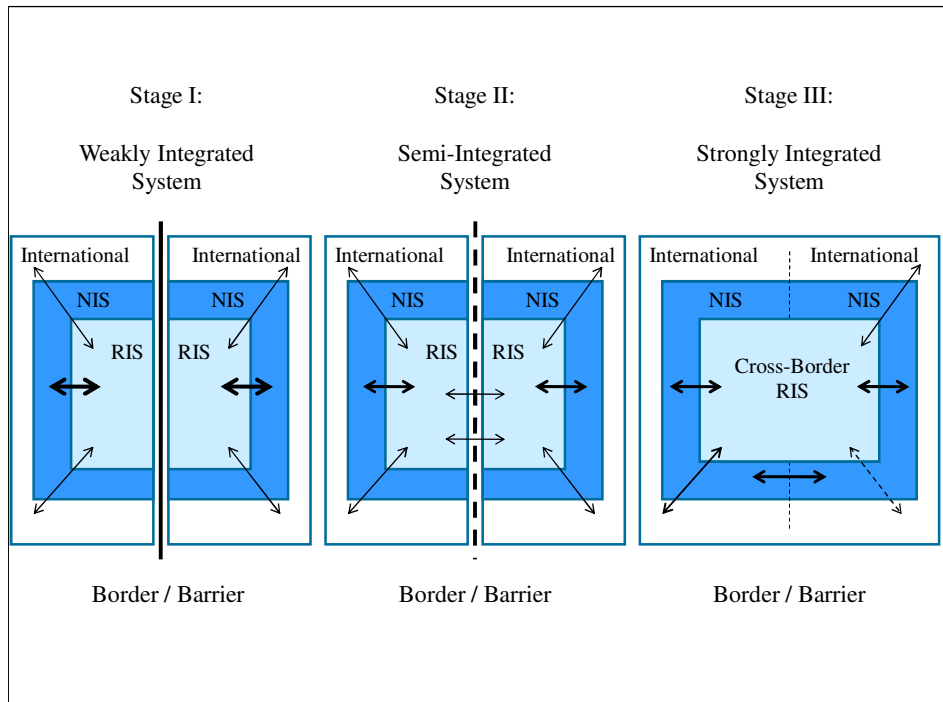 Stage I:
Weakly Integrated
System
Stage II:
Semi-Integrated
System
Stage III:
Strongly Integrated
System
International
International
NIS
NIS
RIS
RIS
International
International
NIS
NIS
RIS
RIS
International
International
NIS
NIS
Cross-Border
RIS
Border / Barrier
Border / Barrier
Border / Barrier